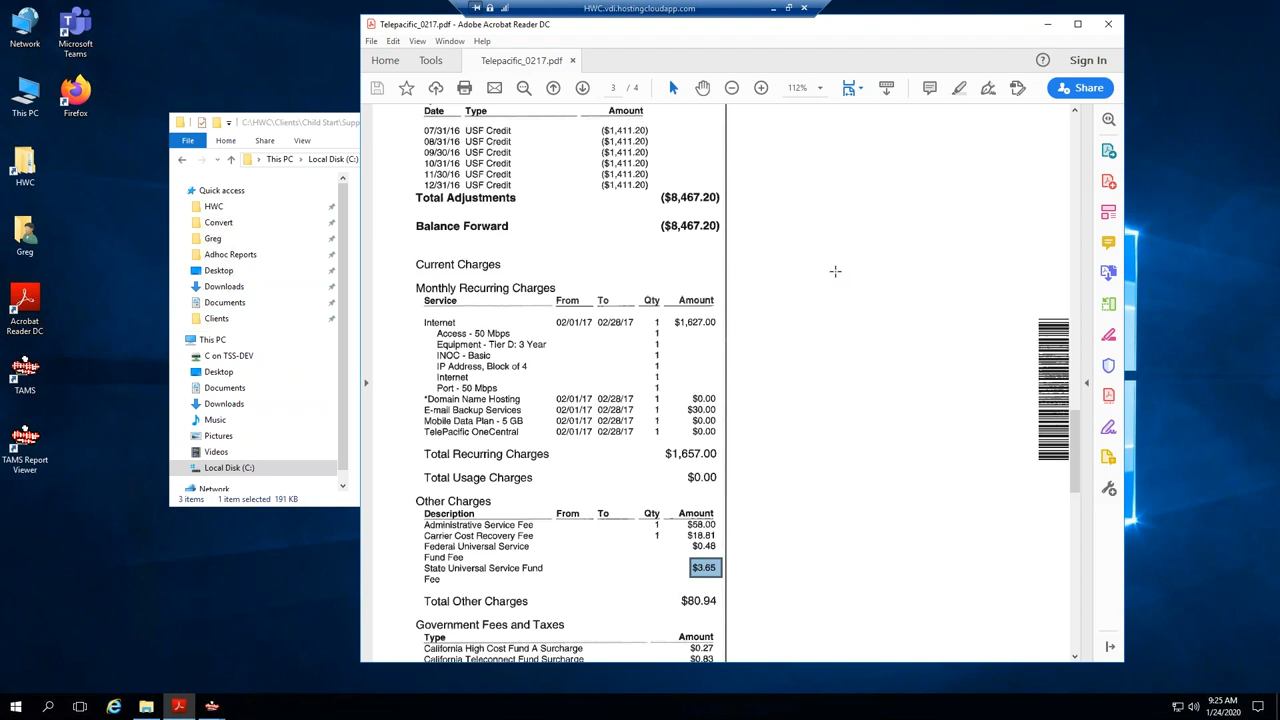 HWC.vdi.hostingcloudapp.com
Network
Microsoft
Teams
This PC
Firefox
HWC
Greg
Acrobat
Reader DC
TAMS
TAMS Report
Viewer
C:\HWC\Clients\Child Start\Supp
File Home Share View
This PC Local Disk (C:)
Quick access
HWC
Convert
Greg
Adhoc Reports
Desktop
Downloads
Documents
Clients
This PC
C on TSS-DEV
Desktop
Documents
Downloads
Music
Pictures
Videos
Local Disk (C:)
Network
3 items 1 item selected 191 KB
Telepacific_0217.pdf - Adobe Acrobat Reader DC
File Edit View Window Help
Home Tools Telepacific_0217.pdf × Sign In
3 / 4 112% Share
Date Type Amount
07/31/16 USF Credit ($1,411.20)
08/31/16 USF Credit ($1,411.20)
09/30/16 USF Credit ($1,411.20)
10/31/16 USF Credit ($1,411.20)
11/30/16 USF Credit ($1,411.20)
12/31/16 USF Credit ($1,411.20)
Total Adjustments ($8,467.20)
Balance Forward ($8,467.20)
Current Charges
Monthly Recurring Charges
Service From To Qty Amount
Internet 02/01/17 02/28/17 1 $1,627.00
Access - 50 Mbps 1
Equipment - Tier D: 3 Year 1
INOC - Basic 1
IP Address, Block of 4 1
Internet 1
Port - 50 Mbps 1
*Domain Name Hosting 02/01/17 02/28/17 1 $0.00
E-mail Backup Services 02/01/17 02/28/17 1 $30.00
Mobile Data Plan - 5 GB 02/01/17 02/28/17 1 $0.00
TelePacific OneCentral 02/01/17 02/28/17 1 $0.00
Total Recurring Charges $1,657.00
Total Usage Charges $0.00
Other Charges
Description From To Qty Amount
Administrative Service Fee 1 $58.00
Carrier Cost Recovery Fee 1 $18.81
Federal Universal Service $0.48
Fund Fee
State Universal Service Fund $3.65
Fee
Total Other Charges $80.94
Government Fees and Taxes
Type Amount
California High Cost Fund A Surcharge $0.27
California Teleconnect Fund Surcharge $0.83
9:25 AM
1/24/2020